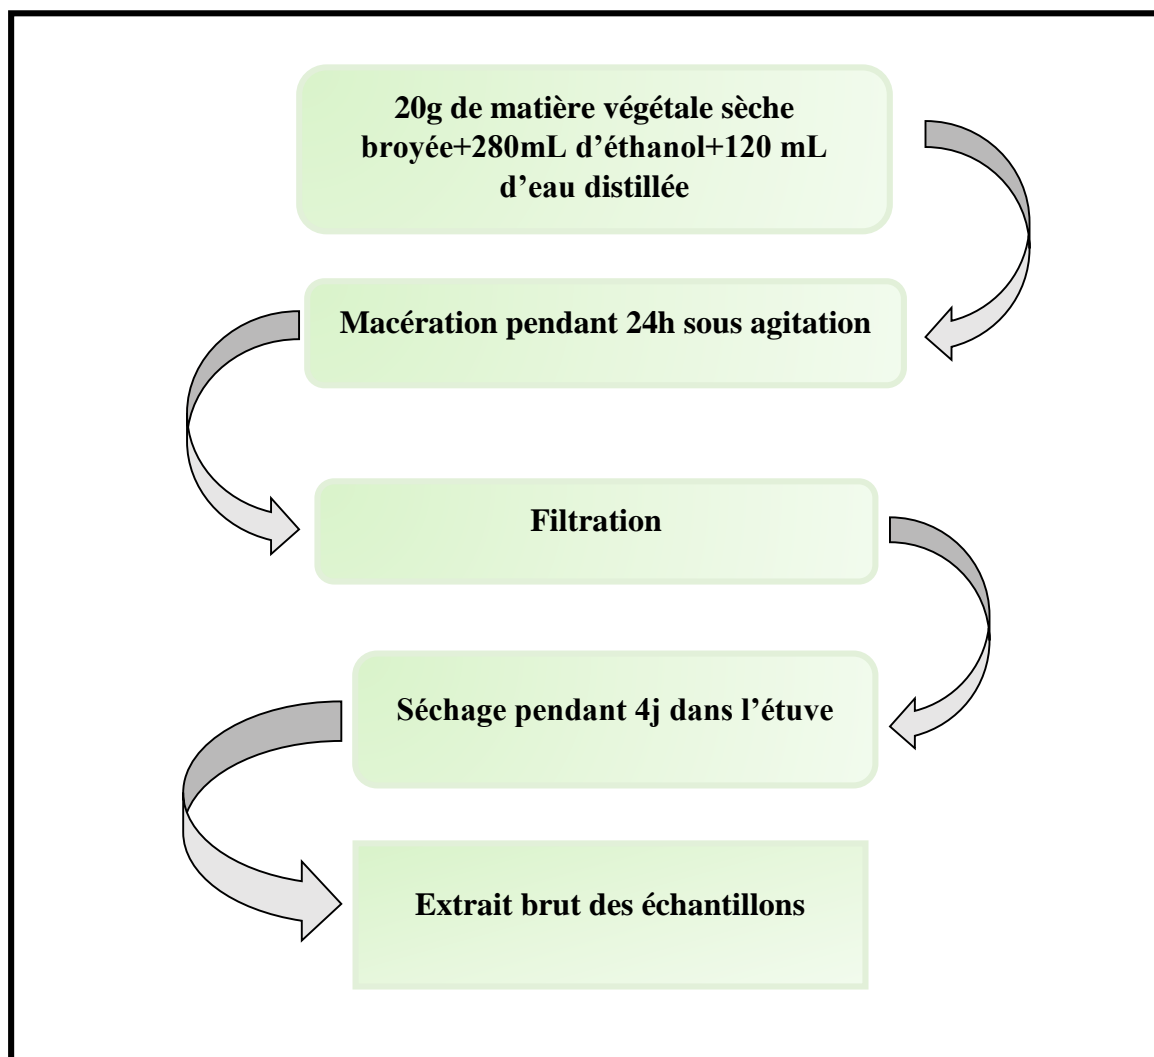 20g de matière végétale sèche
broyée+280mL d’éthanol+120 mL
d’eau distillée
Macération pendant 24h sous agitation
Filtration
Séchage pendant 4j dans l’étuve
Extrait brut des échantillons